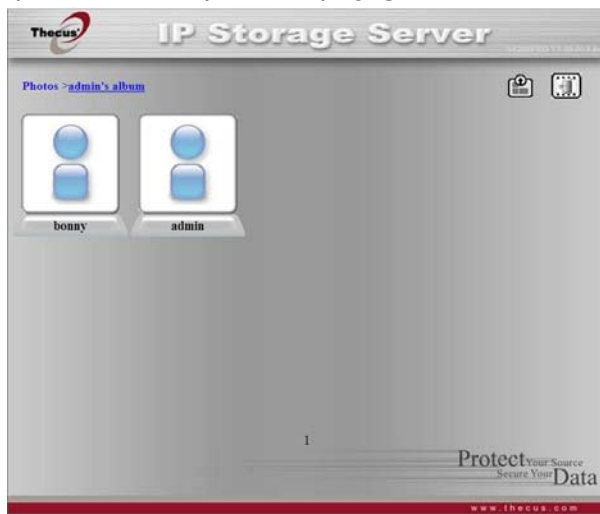 Thecus
IP Storage Server
Photos >admin's album
bonny
admin
1
Protect Your Source
Secure Your Data
www.thecus.com